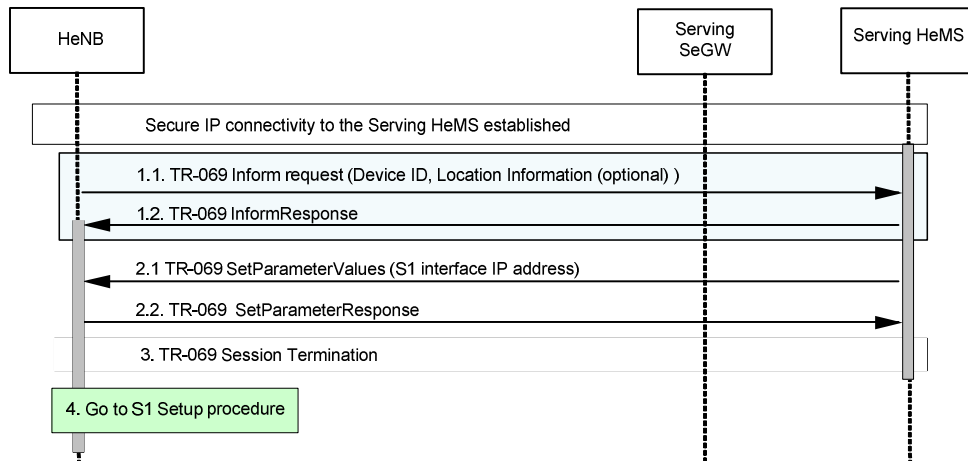 HeNB
Serving
SeGW
Serving HeMS
Secure IP connectivity to the Serving HeMS established
1.1. TR-069 Inform request (Device ID, Location Information (optional) )
1.2. TR-069 InformResponse
2.1 TR-069 SetParameterValues (S1 interface IP address)
2.2. TR-069 SetParameterResponse
3. TR-069 Session Termination
4. Go to S1 Setup procedure